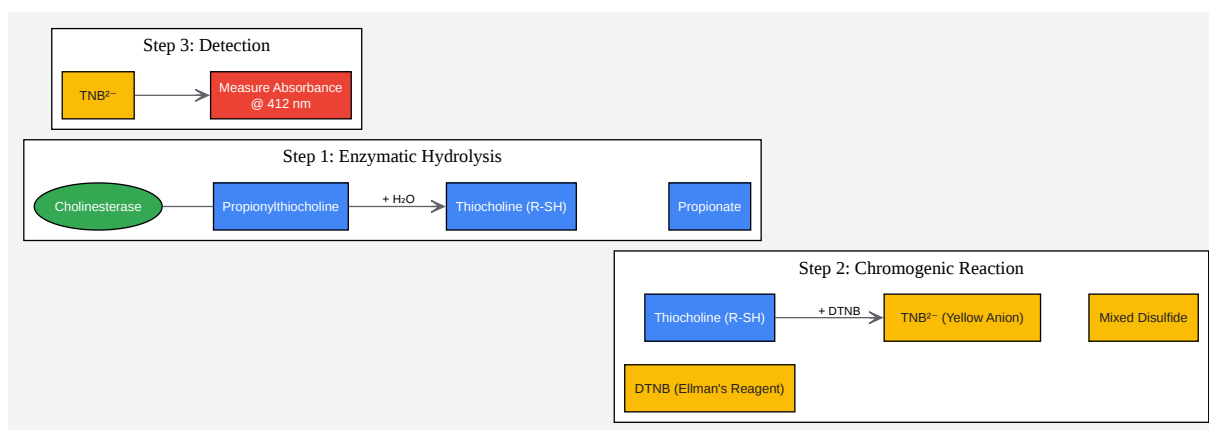 Step 3: Detection
TNB²⁻
Measure Absorbance
@ 412 nm
Step 1: Enzymatic Hydrolysis
Cholinesterase
Propionylthiocholine
+ H₂O
Thiocholine (R-SH)
Propionate
Step 2: Chromogenic Reaction
Thiocholine (R-SH)
+ DTNB
TNB²⁻ (Yellow Anion)
Mixed Disulfide
DTNB (Ellman's Reagent)